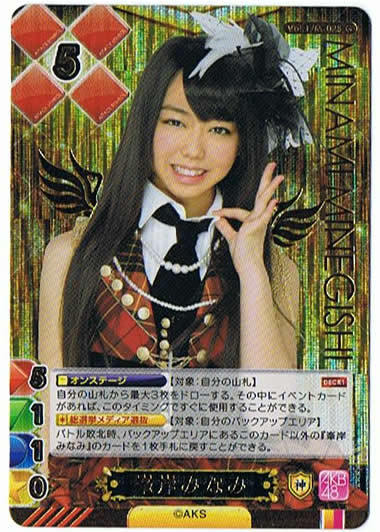 Vol.1/M-025 G
5
MINAMI MINEGISHI
DECK1
オンステージ 【対象:自分の山札】
自分の山札から最大3枚をドローする。その中にイベントカード
があれば、このタイミングですぐに使用することができる。
総選挙メディア選抜 【対象:自分のバックアップエリア】
バトル敗北時、バックアップエリアにあるこのカード以外の『峯岸
みなみ』のカードを1枚手札に戻すことができる。
5
1
1
0
峯岸みなみ
神
AKB
48
©AKS